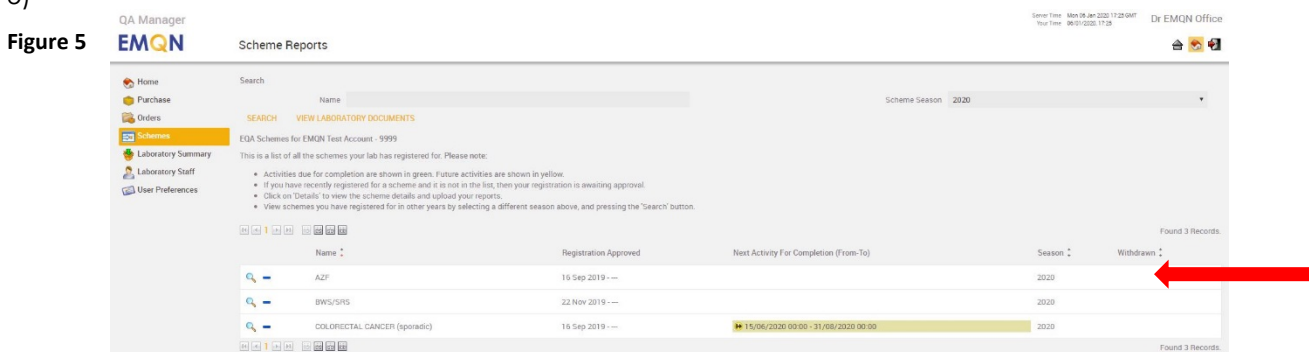 QA Manager
Server Time Mon 06 Jan 2020 17:25 GMT
Your Time 06/01/2020, 17:25
Dr EMQN Office
Figure 5
EMQN
Scheme Reports
Home
Purchase
Orders
Schemes
Laboratory Summary
Laboratory Staff
User Preferences
Search
Name
Scheme Season 2020
SEARCH VIEW LABORATORY DOCUMENTS
EQA Schemes for EMQN Test Account - 9999
This is a list of all the schemes your lab has registered for. Please note:
• Activities due for completion are shown in green. Future activities are shown in yellow.
• If you have recently registered for a scheme and it is not in the list, then your registration is awaiting approval.
• Click on 'Details' to view the scheme details and upload your reports.
• View schemes you have registered for in other years by selecting a different season above, and pressing the 'Search' button.
1
Found 3 Records.
Name Registration Approved Next Activity For Completion (From-To) Season Withdrawn
AZF 16 Sep 2019 - --- 2020
BWS/SRS 22 Nov 2019 - --- 2020
COLORECTAL CANCER (sporadic) 16 Sep 2019 - --- 15/06/2020 00:00 - 31/08/2020 00:00 2020
1
Found 3 Records.